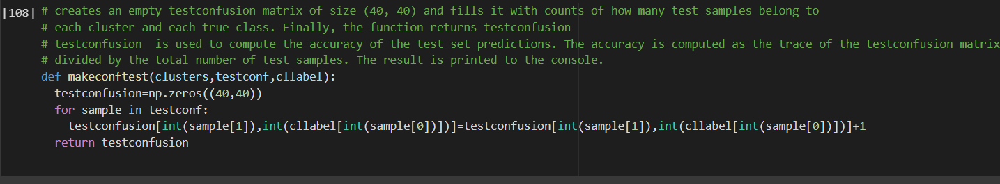 [108] # creates an empty testconfusion matrix of size (40, 40) and fills it with counts of how many test samples belong to
# each cluster and each true class. Finally, the function returns testconfusion
# testconfusion  is used to compute the accuracy of the test set predictions. The accuracy is computed as the trace of the testconfusion matrix
# divided by the total number of test samples. The result is printed to the console.
def makeconftest(clusters,testconf,cllabel):
  testconfusion=np.zeros((40,40))
  for sample in testconf:
    testconfusion[int(sample[1]),int(cllabel[int(sample[0])])]=testconfusion[int(sample[1]),int(cllabel[int(sample[0])])]+1
  return testconfusion